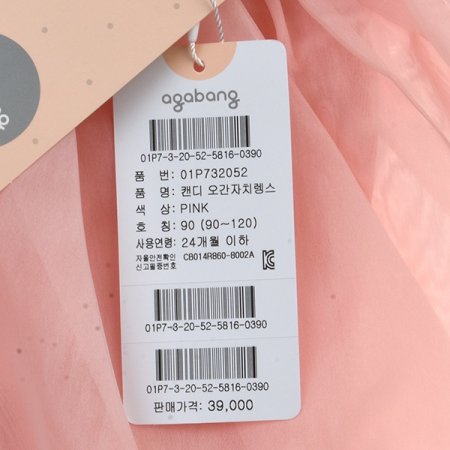 agabang
01P7-3-20-52-5816-0390
품 번: 01P732052
품 명: 캔디 오간자치렝스
색 상: PINK
호 칭: 90 (90~120)
사용연령: 24개월 이하
자율안전확인 신고필증번호 CB014R860-8002A
01P7-3-20-52-5816-0390
01P7-3-20-52-5816-0390
판매가격: 39,000